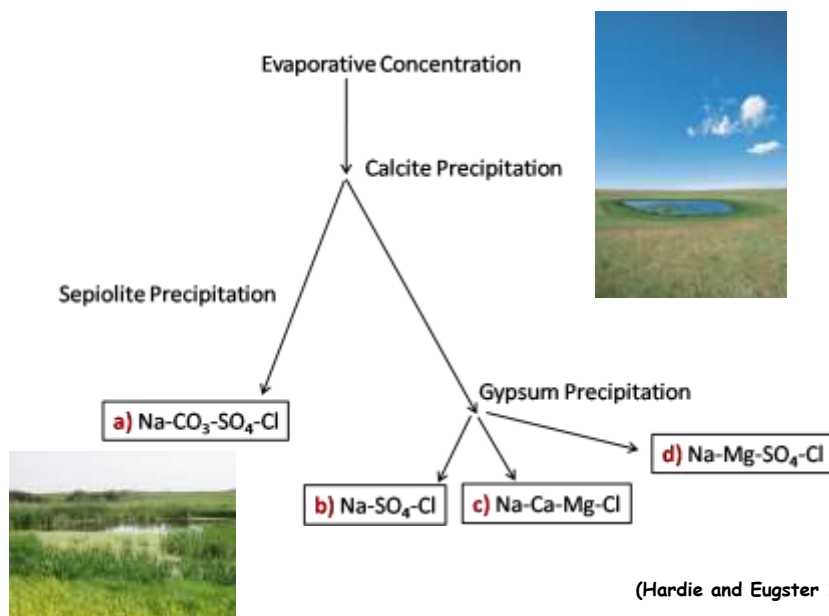 Evaporative Concentration
Calcite Precipitation
Sepiolite Precipitation
Gypsum Precipitation
a) Na-CO₃-SO₄-Cl
d) Na-Mg-SO₄-Cl
b) Na-SO₄-Cl
c) Na-Ca-Mg-Cl
(Hardie and Eugster